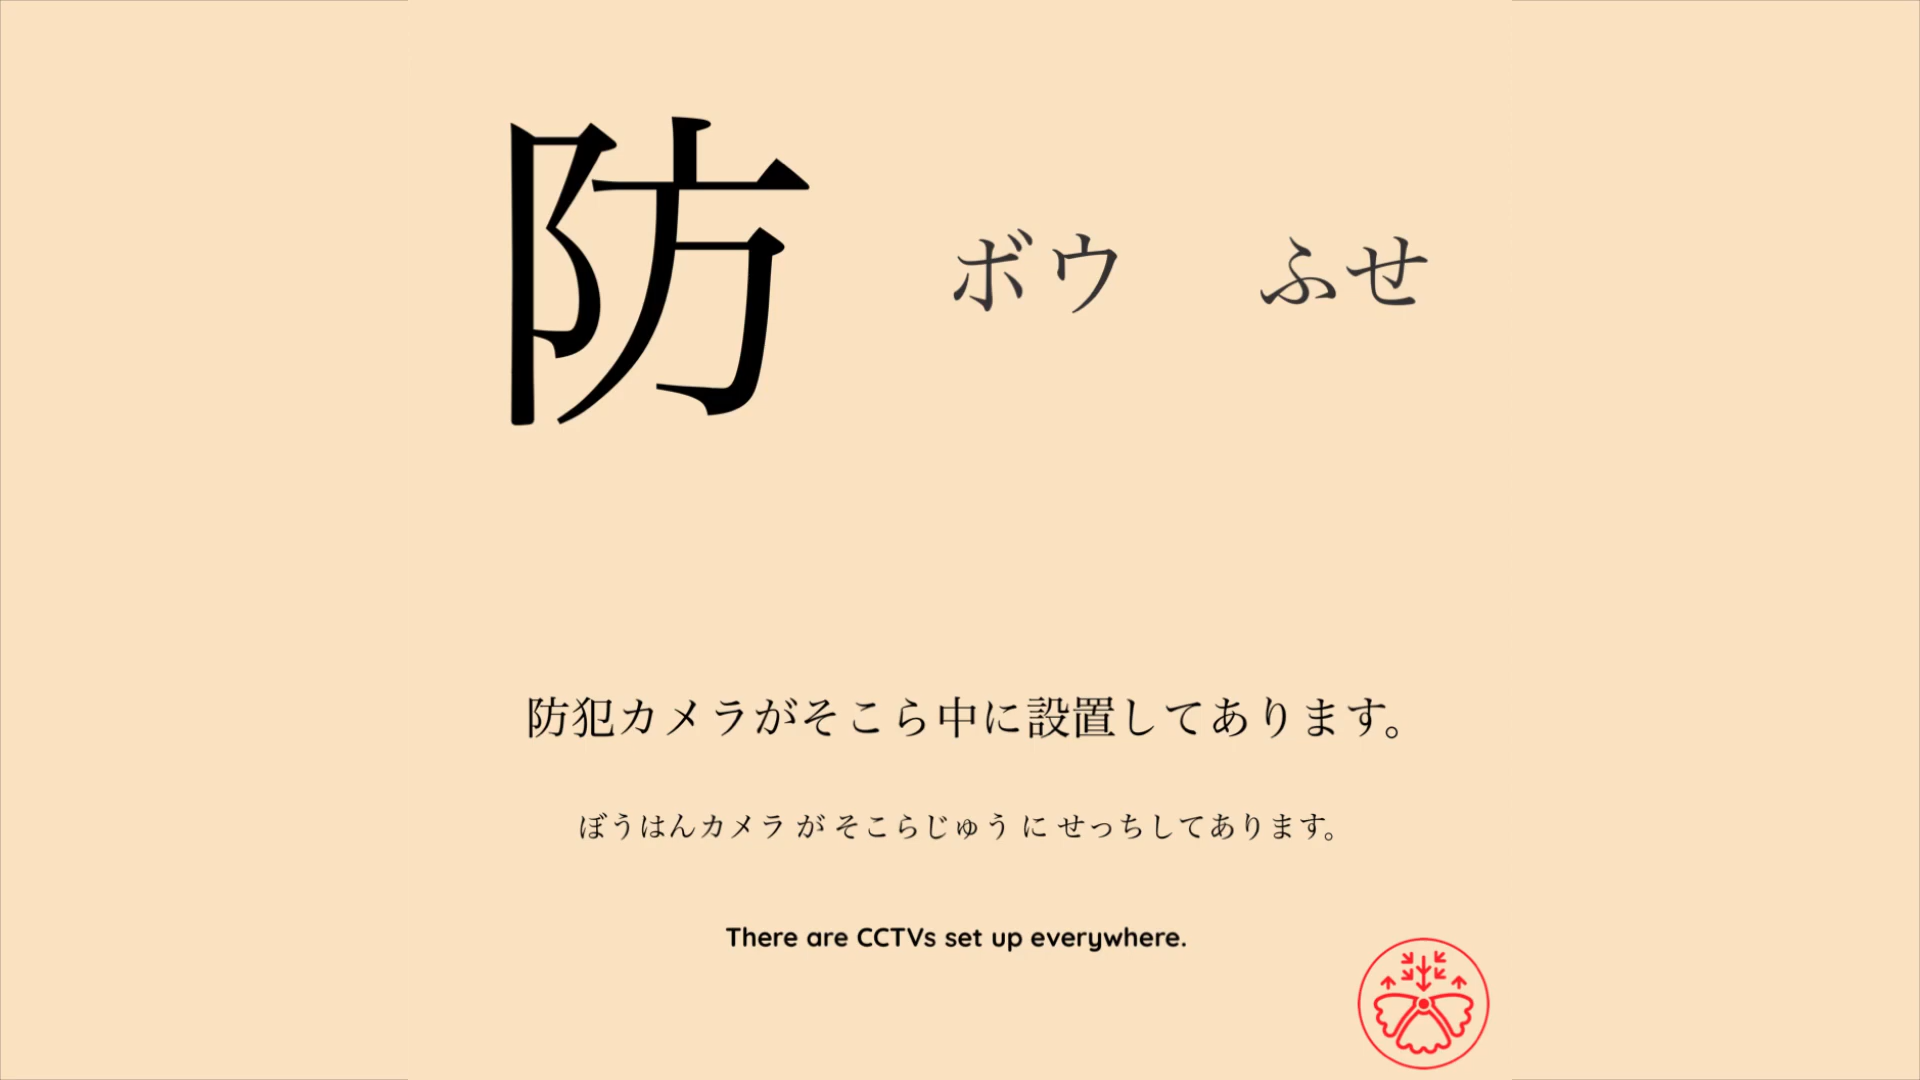 防 ボウ ふせ
防犯カメラがそこら中に設置してあります。
ぼうはんカメラ が そこらじゅう に せっちしてあります。
There are CCTVs set up everywhere.